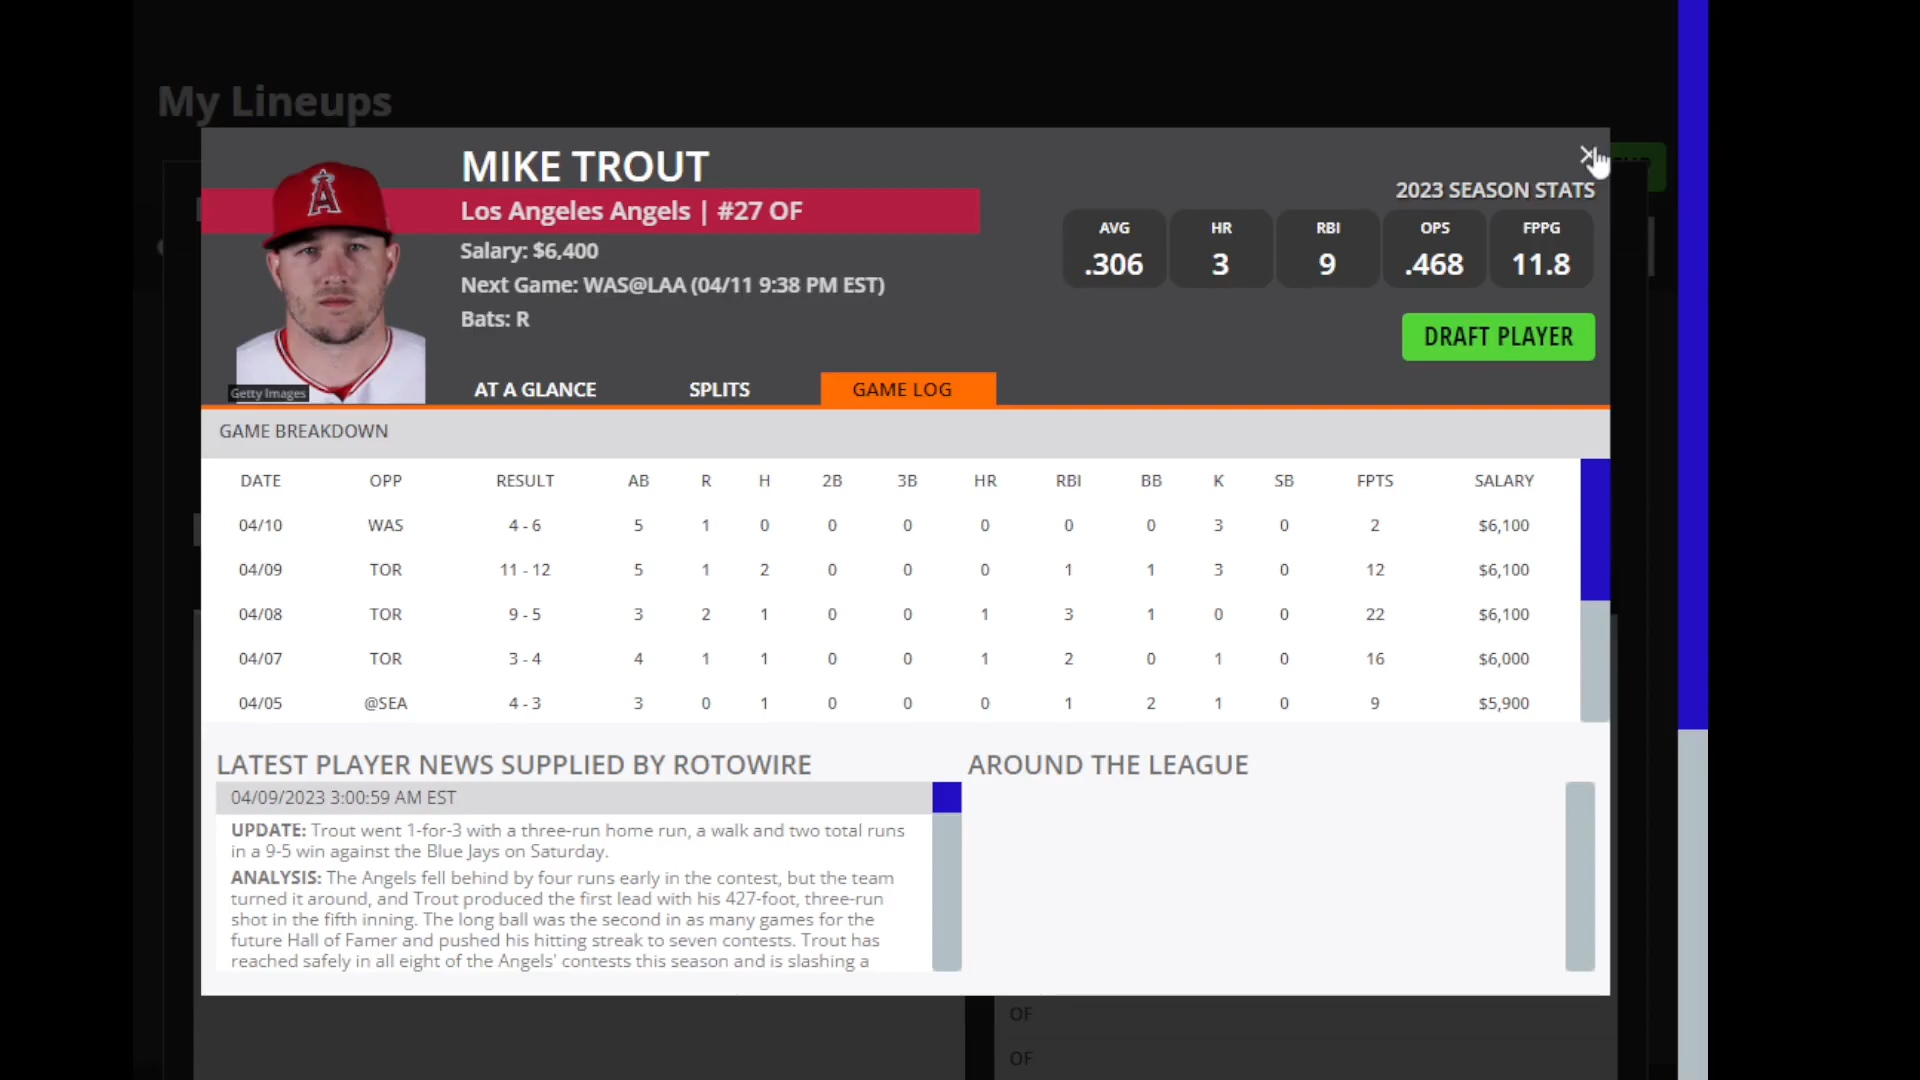 My Lineups
MIKE TROUT
Los Angeles Angels | #27 OF
Salary: $6,400
Next Game: WAS@LAA (04/11 9:38 PM EST)
Bats: R
2023 SEASON STATS
AVG HR RBI OPS FPPG
.306 3 9 .468 11.8
DRAFT PLAYER
A
Getty Images
AT A GLANCE SPLITS GAME LOG
GAME BREAKDOWN
DATE OPP RESULT AB R H 2B 3B HR RBI BB K SB FPTS SALARY
04/10 WAS 4 - 6 5 1 0 0 0 0 0 0 3 0 2 $6,100
04/09 TOR 11 - 12 5 1 2 0 0 0 1 1 3 0 12 $6,100
04/08 TOR 9 - 5 3 2 1 0 0 1 3 1 0 0 22 $6,100
04/07 TOR 3 - 4 4 1 1 0 0 1 2 0 1 0 16 $6,000
04/05 @SEA 4 - 3 3 0 1 0 0 0 1 2 1 0 9 $5,900
LATEST PLAYER NEWS SUPPLIED BY ROTOWIRE
04/09/2023 3:00:59 AM EST
UPDATE: Trout went 1-for-3 with a three-run home run, a walk and two total runs
in a 9-5 win against the Blue Jays on Saturday.
ANALYSIS: The Angels fell behind by four runs early in the contest, but the team
turned it around, and Trout produced the first lead with his 427-foot, three-run
shot in the fifth inning. The long ball was the second in as many games for the
future Hall of Famer and pushed his hitting streak to seven contests. Trout has
reached safely in all eight of the Angels' contests this season and is slashing a
AROUND THE LEAGUE
OF
OF